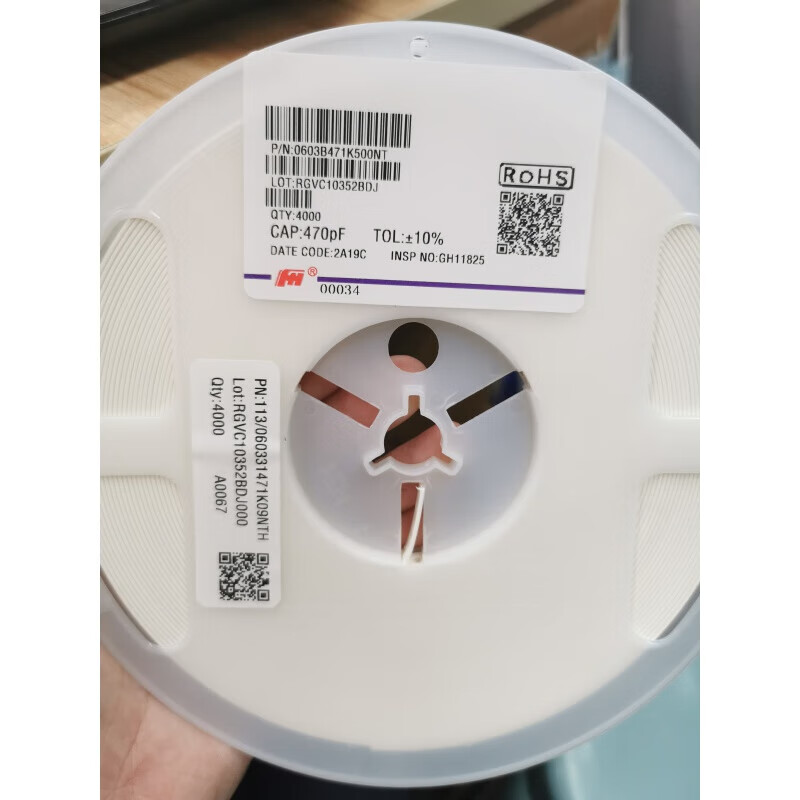 P/N:0603B471K500NT
LOT:RGVC10352BDJ
QTY:4000
CAP:470pF TOL:±10%
DATE CODE:2A19C INSP NO:GH11825
RoHS
®
00034
PN:113/060331471K09NTH
Lot:RGVC10352BDJ000
Qty:4000 A0067